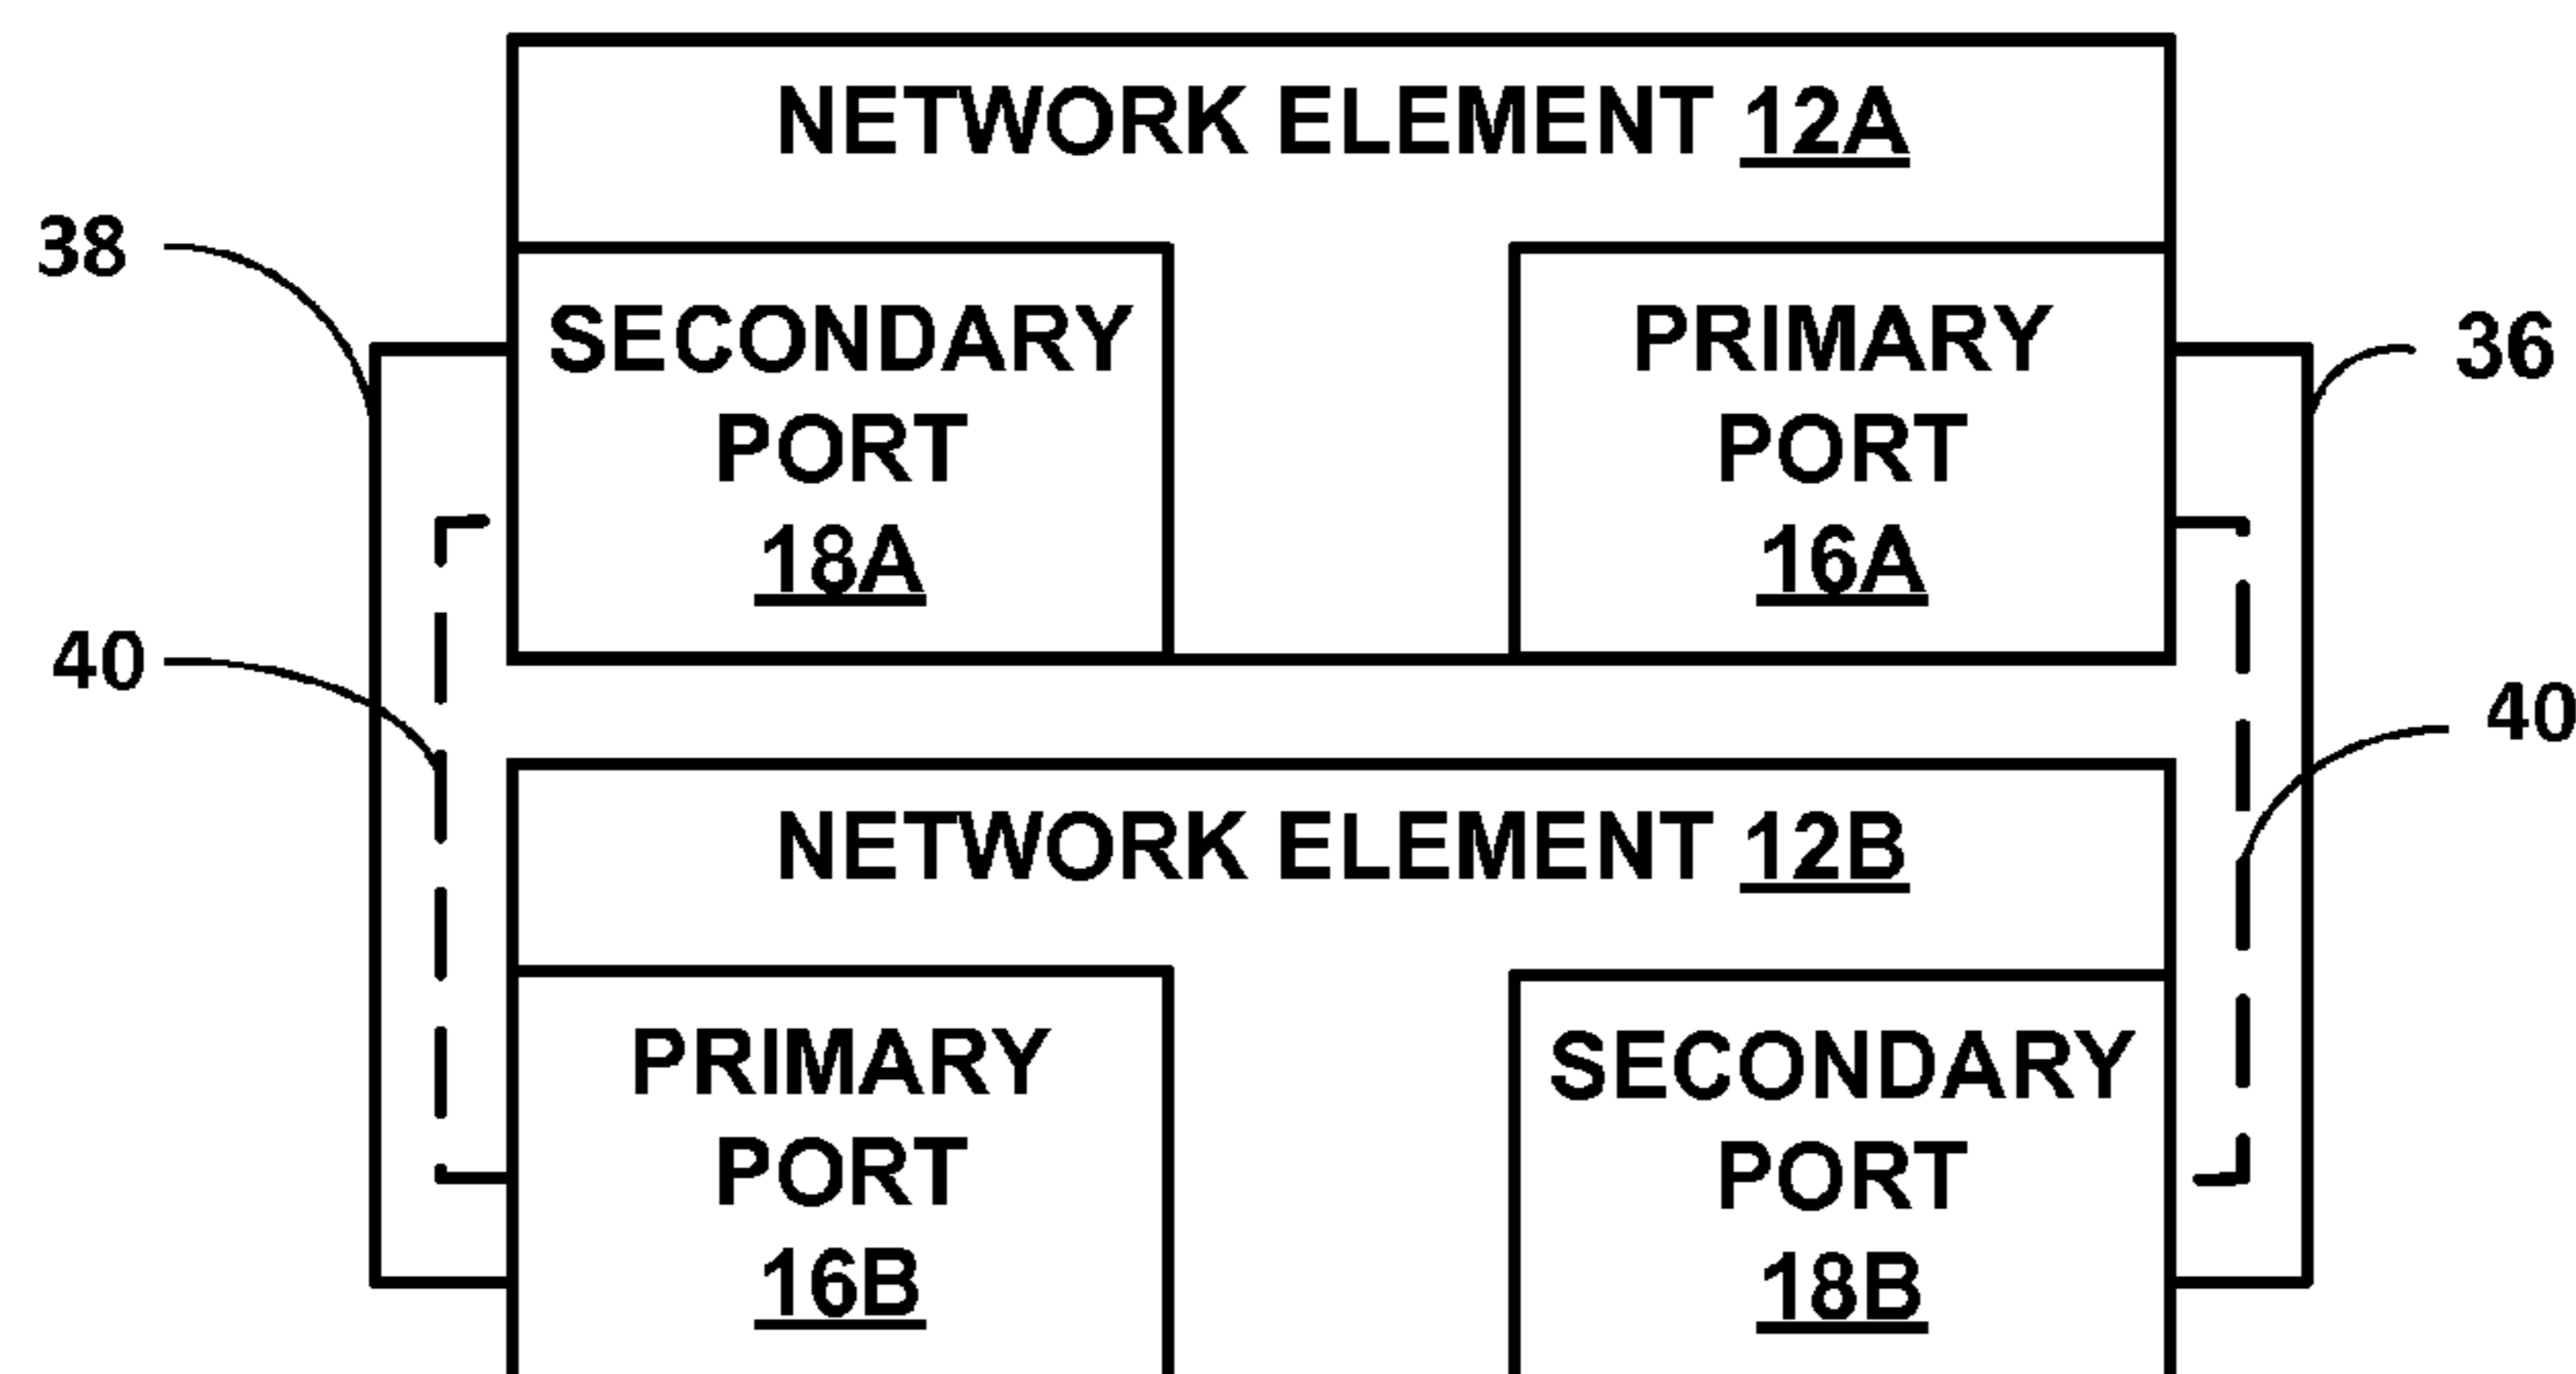 NETWORK ELEMENT 12A
38
36
SECONDARY
PORT
18A
PRIMARY
PORT
16A
40
40
NETWORK ELEMENT 12B
PRIMARY
PORT
16B
SECONDARY
PORT
18B